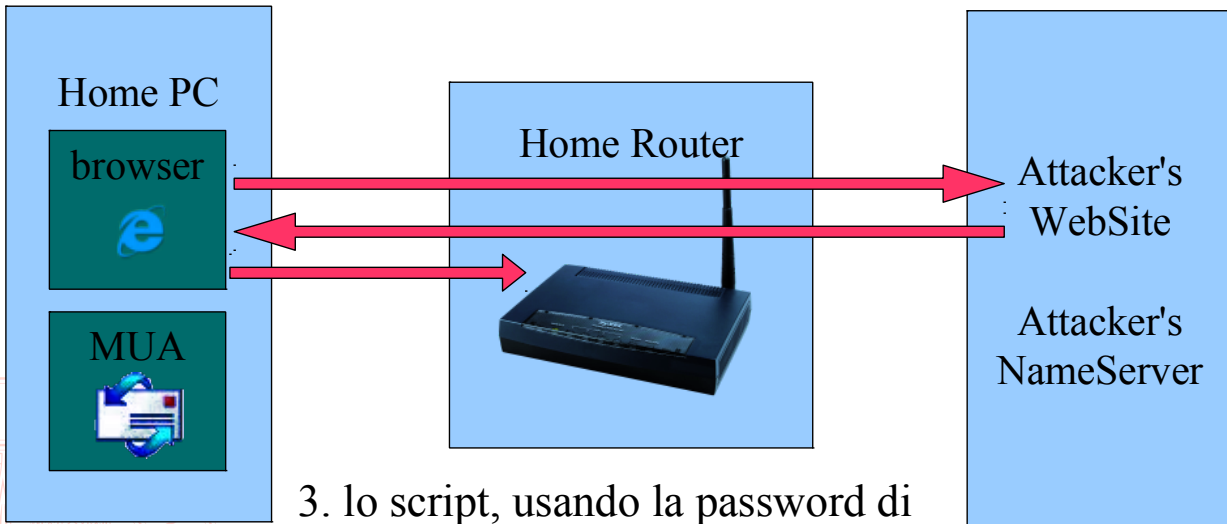 Home PC
browser
MUA
Home Router
Attacker's
WebSite
Attacker's
NameServer
3. lo script, usando la password di